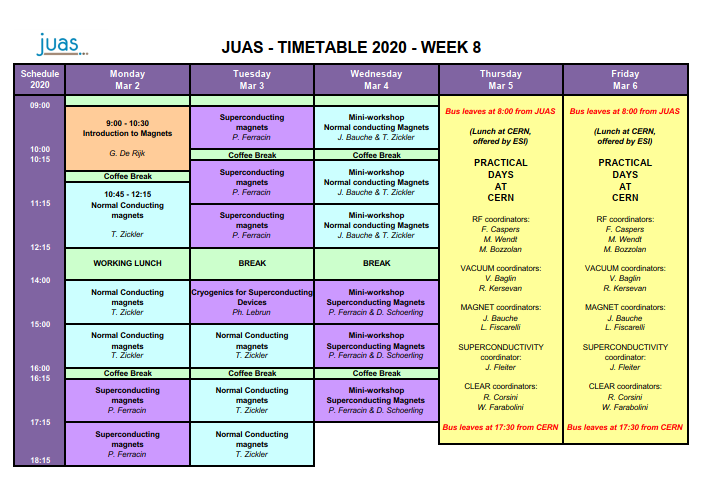 juas
JUAS - TIMETABLE 2020 - WEEK 8
Schedule
2020
Monday
Mar 2
Tuesday
Mar 3
Wednesday
Mar 4
Thursday
Mar 5
Friday
Mar 6
09:00
10:00
10:15
11:15
12:15
14:00
15:00
16:00
16:15
17:15
18:15
9:00 - 10:30
Introduction to Magnets
G. De Rijk
Coffee Break
10:45 - 12:15
Normal Conducting
magnets
T. Zickler
WORKING LUNCH
Normal Conducting
magnets
T. Zickler
Normal Conducting
magnets
T. Zickler
Coffee Break
Superconducting
magnets
P. Ferracin
Superconducting
magnets
P. Ferracin
Superconducting
magnets
P. Ferracin
Coffee Break
Superconducting
magnets
P. Ferracin
Superconducting
magnets
P. Ferracin
BREAK
Cryogenics for Superconducting
Devices
Ph. Lebrun
Normal Conducting
magnets
T. Zickler
Coffee Break
Normal Conducting
magnets
T. Zickler
Normal Conducting
magnets
T. Zickler
Mini-workshop
Normal conducting Magnets
J. Bauche & T. Zickler
Coffee Break
Mini-workshop
Normal conducting Magnets
J. Bauche & T. Zickler
Mini-workshop
Normal conducting Magnets
J. Bauche & T. Zickler
BREAK
Mini-workshop
Superconducting Magnets
P. Ferracin & D. Schoerling
Mini-workshop
Superconducting Magnets
P. Ferracin & D. Schoerling
Coffee Break
Mini-workshop
Superconducting Magnets
P. Ferracin & D. Schoerling
Bus leaves at 8:00 from JUAS
(Lunch at CERN,
offered by ESI)
PRACTICAL
DAYS
AT
CERN
RF coordinators:
F. Caspers
M. Wendt
M. Bozzolan
VACUUM coordinators:
V. Baglin
R. Kersevan
MAGNET coordinators:
J. Bauche
L. Fiscarelli
SUPERCONDUCTIVITY
coordinator:
J. Fleiter
CLEAR coordinators:
R. Corsini
W. Farabolini
Bus leaves at 17:30 from CERN
Bus leaves at 8:00 from JUAS
(Lunch at CERN,
offered by ESI)
PRACTICAL
DAYS
AT
CERN
RF coordinators:
F. Caspers
M. Wendt
M. Bozzolan
VACUUM coordinators:
V. Baglin
R. Kersevan
MAGNET coordinators:
J. Bauche
L. Fiscarelli
SUPERCONDUCTIVITY
coordinator:
J. Fleiter
CLEAR coordinators:
R. Corsini
W. Farabolini
Bus leaves at 17:30 from CERN